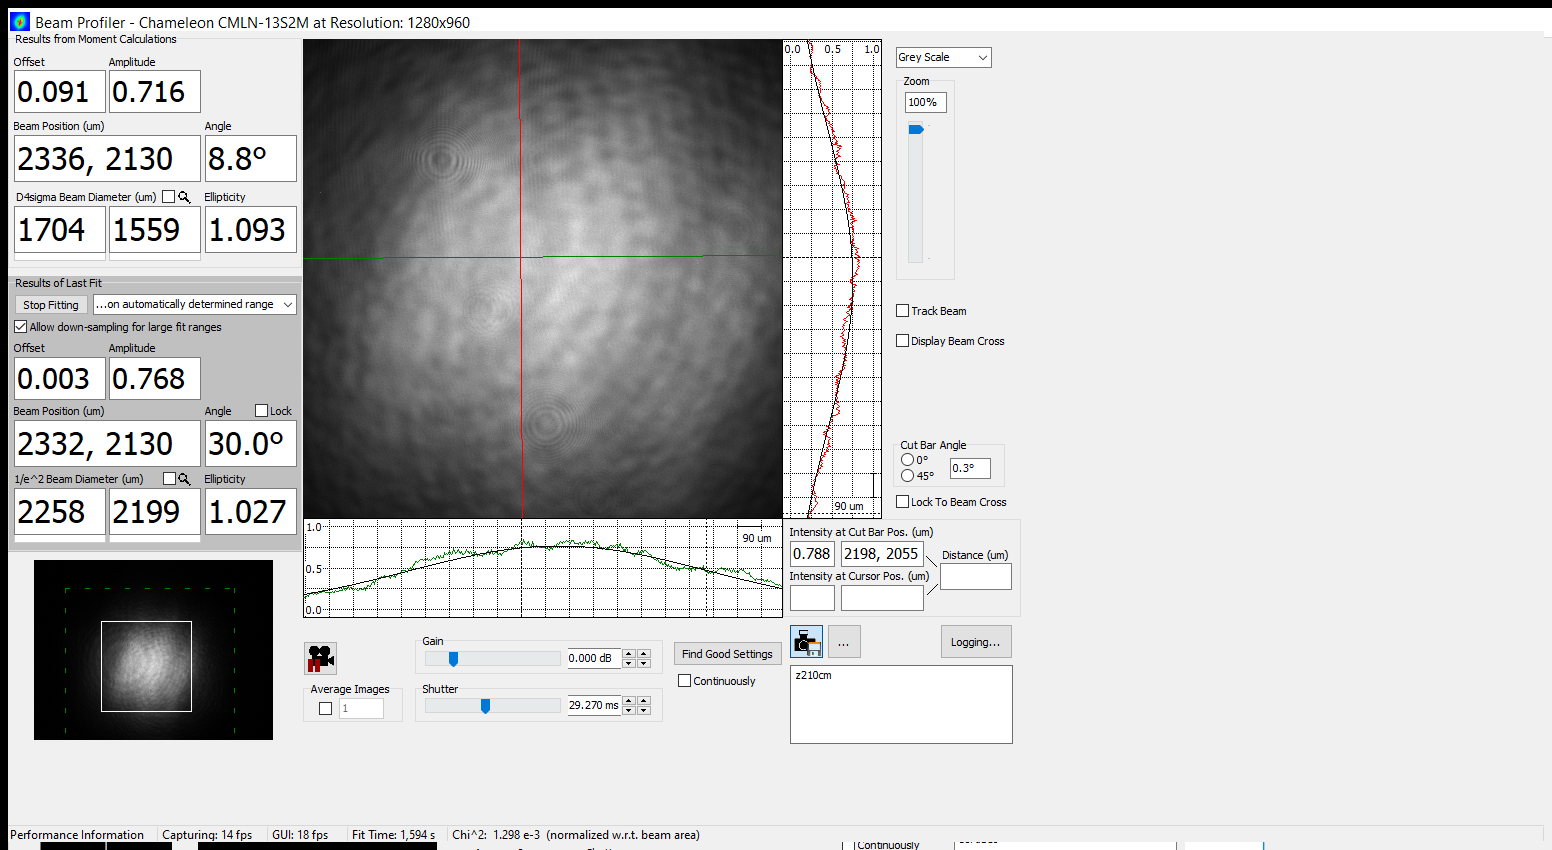 Beam Profiler - Chameleon CMLN-13S2M at Resolution: 1280x960
Results from Moment Calculations
Offset Amplitude
0.091 0.716
Beam Position (um) Angle
2336, 2130 8.8°
D4sigma Beam Diameter (um) Ellipticity
1704 1559 1.093
Results of Last Fit
Stop Fitting ...on automatically determined range
Allow down-sampling for large fit ranges
Offset Amplitude
0.003 0.768
Beam Position (um) Angle Lock
2332, 2130 30.0°
1/e^2 Beam Diameter (um) Ellipticity
2258 2199 1.027
0.0 0.5 1.0
90 um
1.0
0.5
0.0
90 um
Grey Scale
Zoom
100%
Track Beam
Display Beam Cross
Cut Bar Angle
0°
45°
0.3°
Lock To Beam Cross
Intensity at Cut Bar Pos. (um)
0.788 2198, 2055
Distance (um)
Intensity at Cursor Pos. (um)
Gain
0.000 dB
Find Good Settings
Continuously
Average Images
1
Shutter
29.270 ms
...
Logging...
z210cm
Performance Information Capturing: 14 fps GUI: 18 fps Fit Time: 1,594 s Chi^2: 1.298 e-3 (normalized w.r.t. beam area)
Continuously